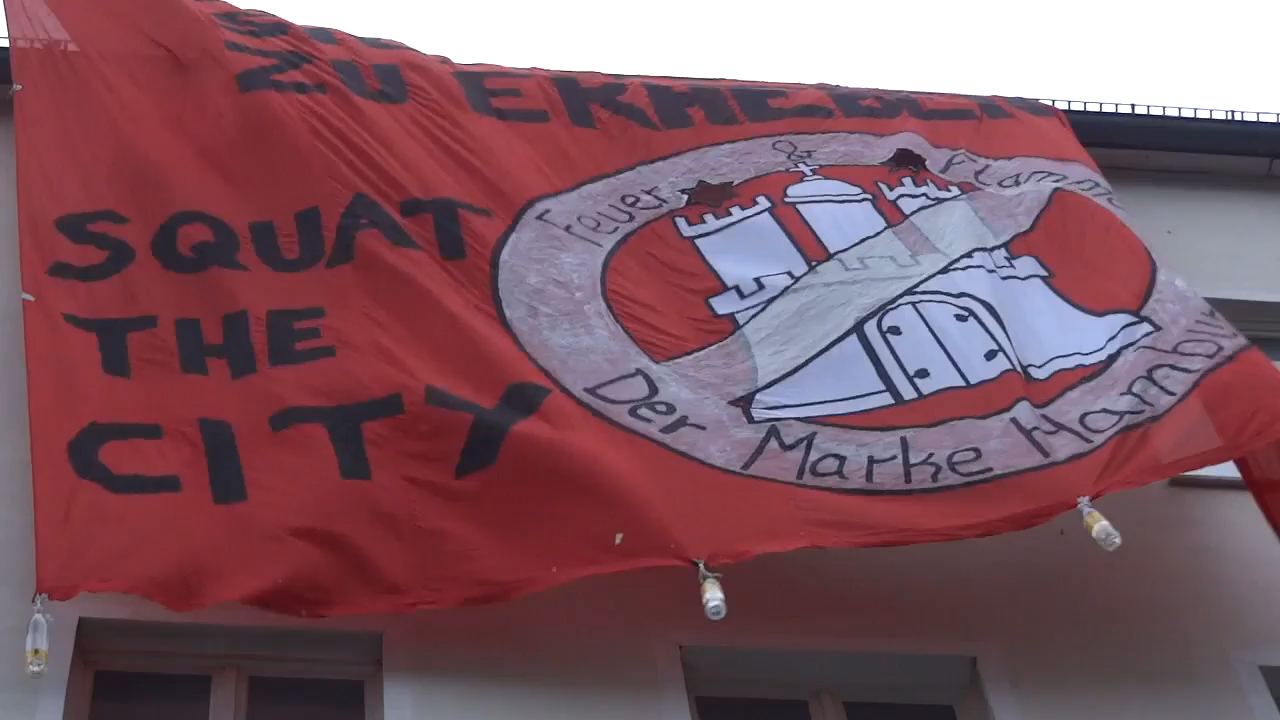 ZU ERHEBEN
SQUAT
THE
CITY
Feuer & Flamme
Der Marke Hamburg